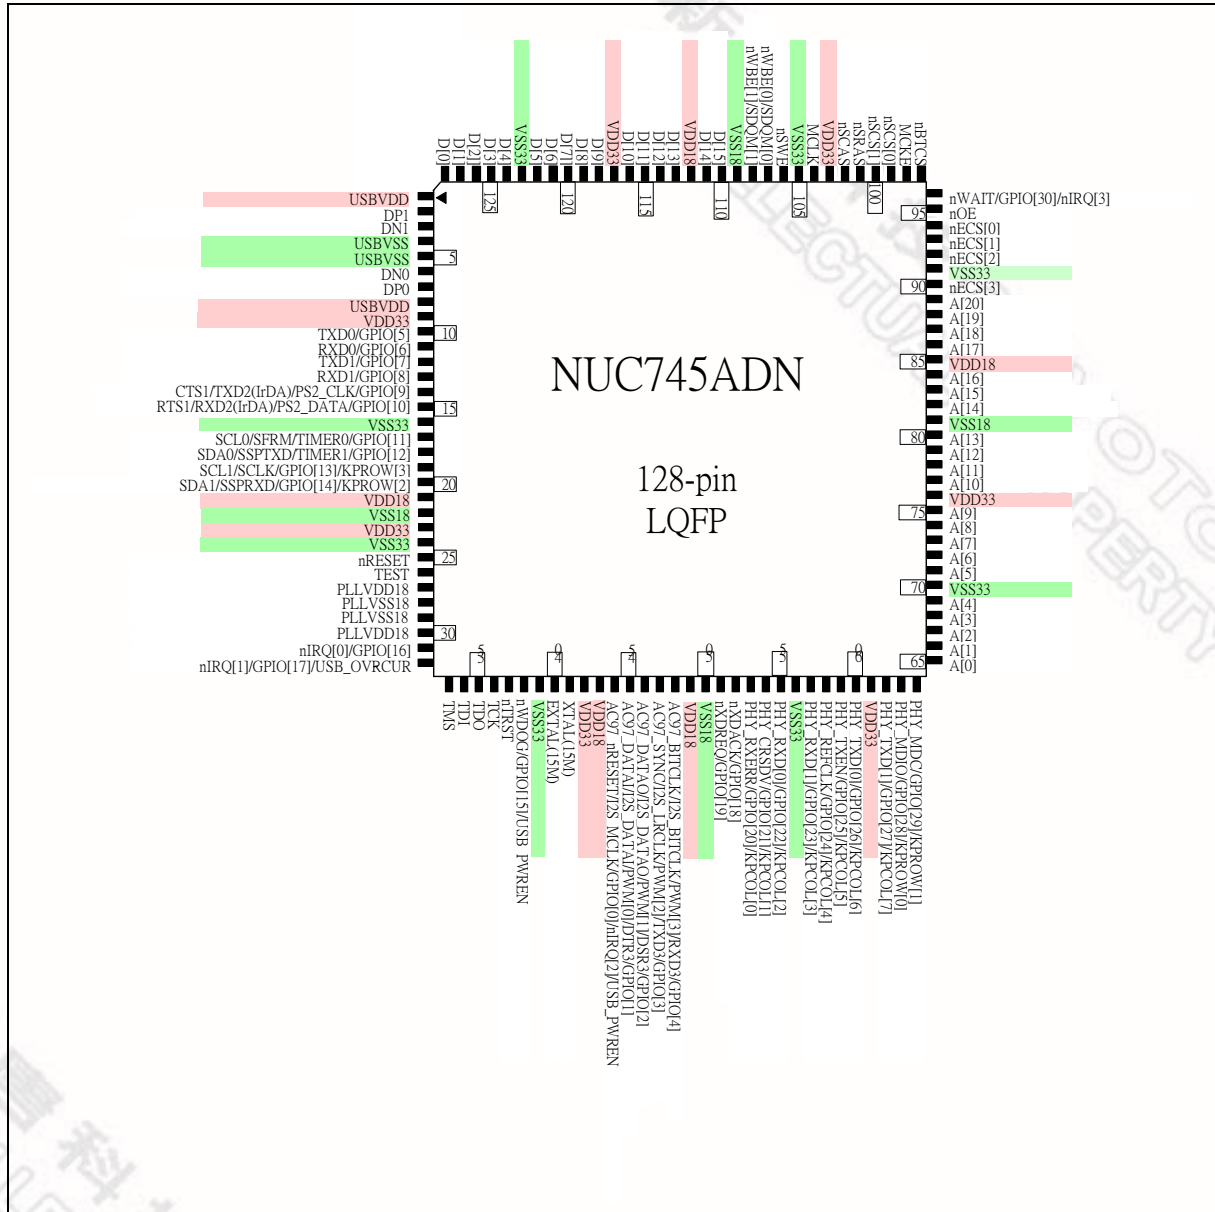 D[0]
D[1]
D[2]
D[3]
D[4]
VSS33
D[5]
D[6]
D[7]
D[8]
D[9]
VDD33
D[10]
D[11]
D[12]
D[13]
VDD18
D[14]
D[15]
VSS18
nWBE[1]/SDQM[1]
nWBE[0]/SDQM[0]
nSWE
VSS33
MCLK
VDD33
nSCAS
nSRAS
nSCS[1]
nSCS[0]
MCKE
nBTCS
125
120
115
110
105
100
USBVDD
DP1
DN1
USBVSS
USBVSS
DN0
DP0
USBVDD
VDD33
TXD0/GPIO[5]
RXD0/GPIO[6]
TXD1/GPIO[7]
RXD1/GPIO[8]
CTS1/TXD2(IrDA)/PS2_CLK/GPIO[9]
RTS1/RXD2(IrDA)/PS2_DATA/GPIO[10]
VSS33
SCL0/SFRM/TIMER0/GPIO[11]
SDA0/SSPTXD/TIMER1/GPIO[12]
SCL1/SCLK/GPIO[13]/KPROW[3]
SDA1/SSPRXD/GPIO[14]/KPROW[2]
VDD18
VSS18
VDD33
VSS33
nRESET
TEST
PLLVDD18
PLLVSS18
PLLVSS18
PLLVDD18
nIRQ[0]/GPIO[16]
nIRQ[1]/GPIO[17]/USB_OVRCUR
5
10
15
20
25
30
NUC745ADN
128-pin
LQFP
95
90
85
80
75
70
65
nWAIT/GPIO[30]/nIRQ[3]
nOE
nECS[0]
nECS[1]
nECS[2]
VSS33
nECS[3]
A[20]
A[19]
A[18]
A[17]
VDD18
A[16]
A[15]
A[14]
VSS18
A[13]
A[12]
A[11]
A[10]
VDD33
A[9]
A[8]
A[7]
A[6]
A[5]
VSS33
A[4]
A[3]
A[2]
A[1]
A[0]
35
40
45
50
55
60
TMS
TDI
TDO
TCK
nTRST
nWDOG/GPIO[15]/USB_PWREN
VSS33
EXTAL(15M)
XTAL(15M)
VDD33
VDD18
AC97_nRESET/I2S_MCLK/GPIO[0]/nIRQ[2]/USB_PWREN
AC97_DATAI/I2S_DATAI/PWM[0]/DTR3/GPIO[1]
AC97_DATAO/I2S_DATAO/PWM[1]/DSR3/GPIO[2]
AC97_SYNC/I2S_LRCLK/PWM[2]/TXD3/GPIO[3]
AC97_BITCLK/I2S_BITCLK/PWM[3]/RXD3/GPIO[4]
VDD18
VSS18
nXDREQ/GPIO[19]
nXDACK/GPIO[18]
PHY_RXERR/GPIO[20]/KPCOL[0]
PHY_CRSDV/GPIO[21]/KPCOL[1]
PHY_RXD[0]/GPIO[22]/KPCOL[2]
VSS33
PHY_RXD[1]/GPIO[23]/KPCOL[3]
PHY_REFCLK/GPIO[24]/KPCOL[4]
PHY_TXEN/GPIO[25]/KPCOL[5]
PHY_TXD[0]/GPIO[26]/KPCOL[6]
VDD33
PHY_TXD[1]/GPIO[27]/KPCOL[7]
PHY_MDIO/GPIO[28]/KPROW[0]
PHY_MDC/GPIO[29]/KPROW[1]